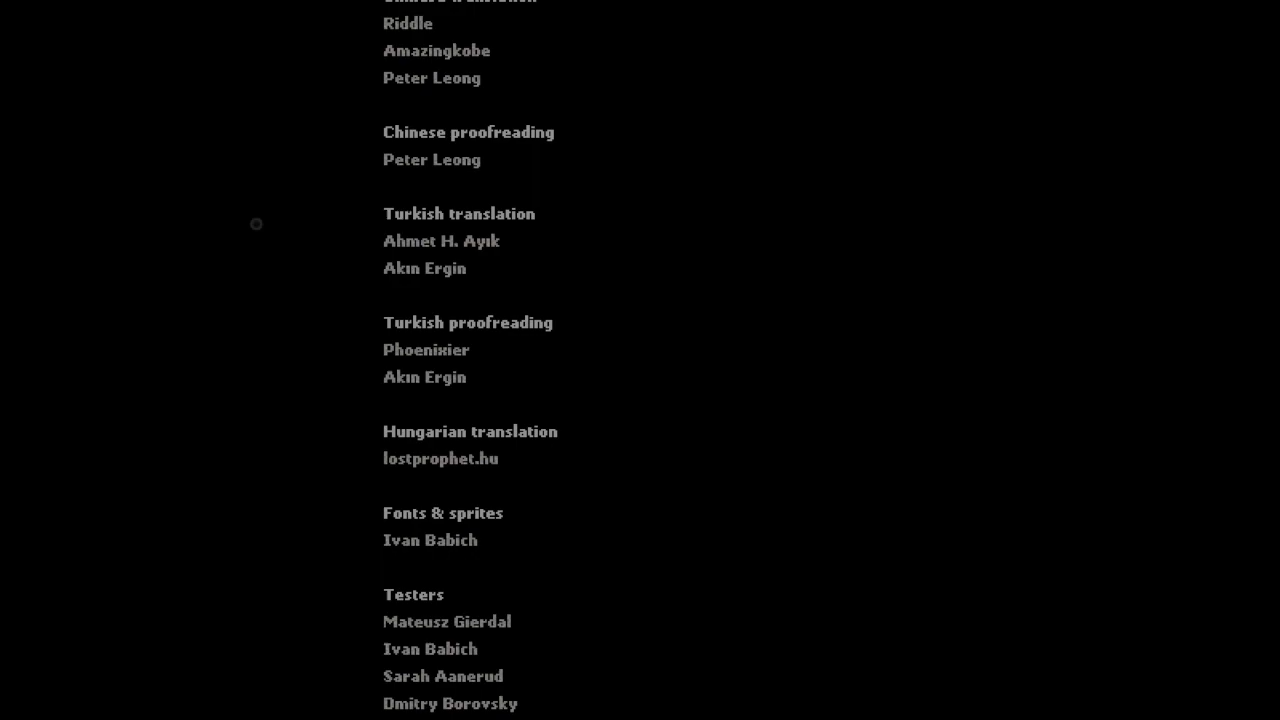 Riddle
Amazingkobe
Peter Leong
Chinese proofreading
Peter Leong
Turkish translation
Ahmet H. Ayık
Akın Ergin
Turkish proofreading
Phoenixier
Akın Ergin
Hungarian translation
lostprophet.hu
Fonts & sprites
Ivan Babich
Testers
Mateusz Gierdal
Ivan Babich
Sarah Aanerud
Dmitry Borovsky